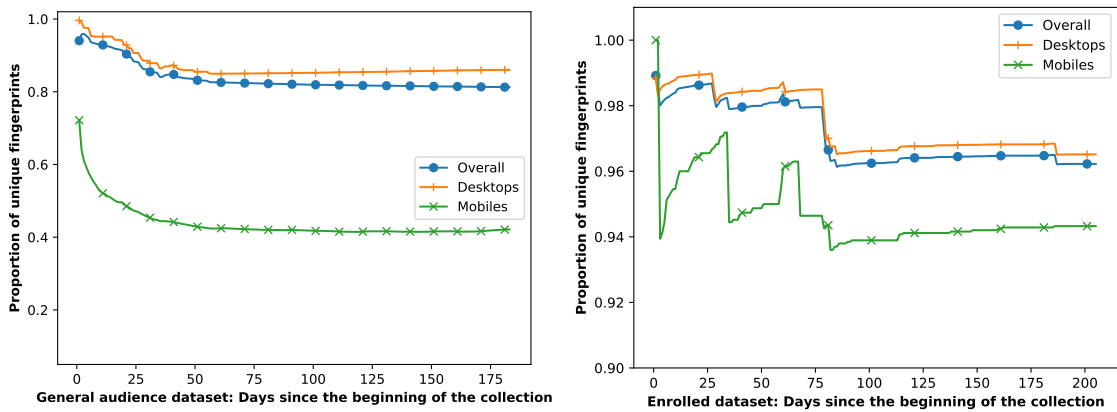 Proportion of unique fingerprints
1.0
0.8
0.6
0.4
0.2
Overall
Desktops
Mobiles
0 25 50 75 100 125 150 175
General audience dataset: Days since the beginning of the collection
Proportion of unique fingerprints
1.00
0.98
0.96
0.94
0.92
0.90
Overall
Desktops
Mobiles
0 25 50 75 100 125 150 175 200
Enrolled dataset: Days since the beginning of the collection